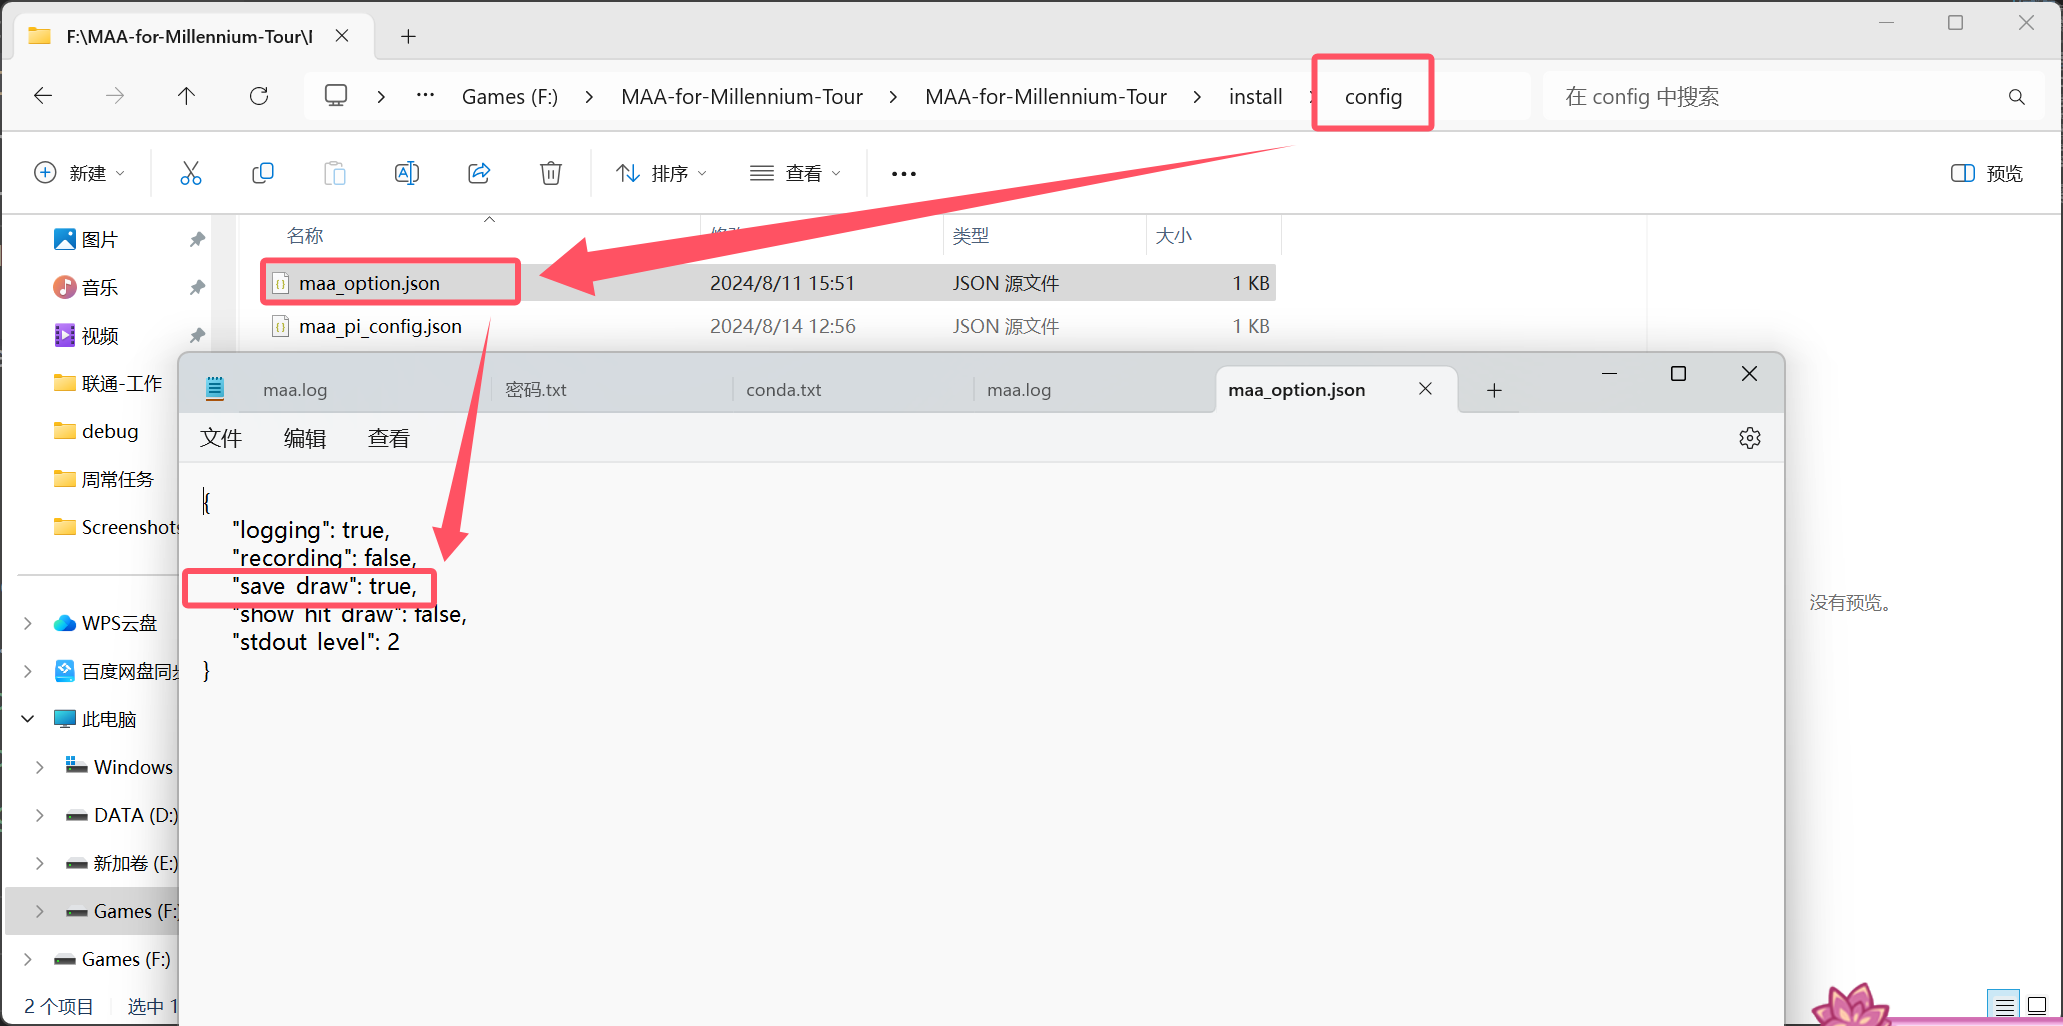 F:\MAA-for-Millennium-Tour\I
Games (F:)
MAA-for-Millennium-Tour
MAA-for-Millennium-Tour
install
config
在 config 中搜索
新建
排序
查看
预览
名称
类型
大小
图片
音乐
视频
联通-工作
debug
周常任务
Screenshots
WPS云盘
百度网盘同步
此电脑
Windows
DATA (D:)
新加卷 (E:)
Games (F:)
Games (F:)
2 个项目
选中 1
maa_option.json
2024/8/11 15:51
JSON 源文件
1 KB
maa_pi_config.json
2024/8/14 12:56
JSON 源文件
1 KB
maa.log
密码.txt
conda.txt
maa.log
maa_option.json
文件
编辑
查看
{
"logging": true,
"recording": false,
"save_draw": true,
"show_hit_draw": false,
"stdout_level": 2
}
没有预览。